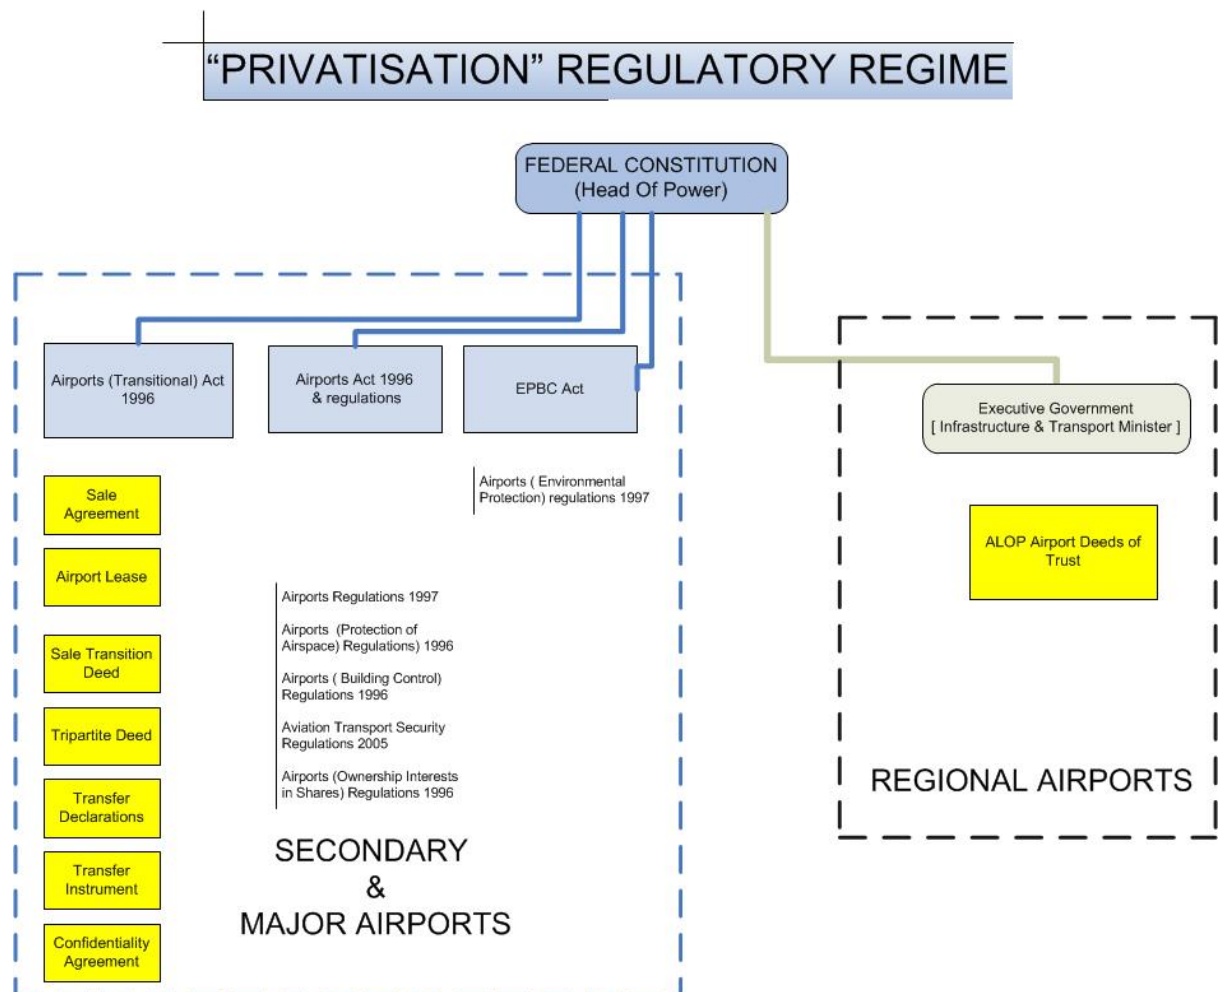 “PRIVATISATION” REGULATORY REGIME
FEDERAL CONSTITUTION
(Head Of Power)
Airports (Transitional) Act
1996
Airports Act 1996
& regulations
EPBC Act
Executive Government
[ Infrastructure & Transport Minister ]
Airports ( Environmental
Protection) regulations 1997
Sale
Agreement
Airport Lease
Sale Transition
Deed
Tripartite Deed
Transfer
Declarations
Transfer
Instrument
Confidentiality
Agreement
Airports Regulations 1997
Airports (Protection of
Airspace) Regulations) 1996
Airports ( Building Control)
Regulations 1996
Aviation Transport Security
Regulations 2005
Airports (Ownership Interests
in Shares) Regulations 1996
SECONDARY
&
MAJOR AIRPORTS
ALOP Airport Deeds of
Trust
REGIONAL AIRPORTS